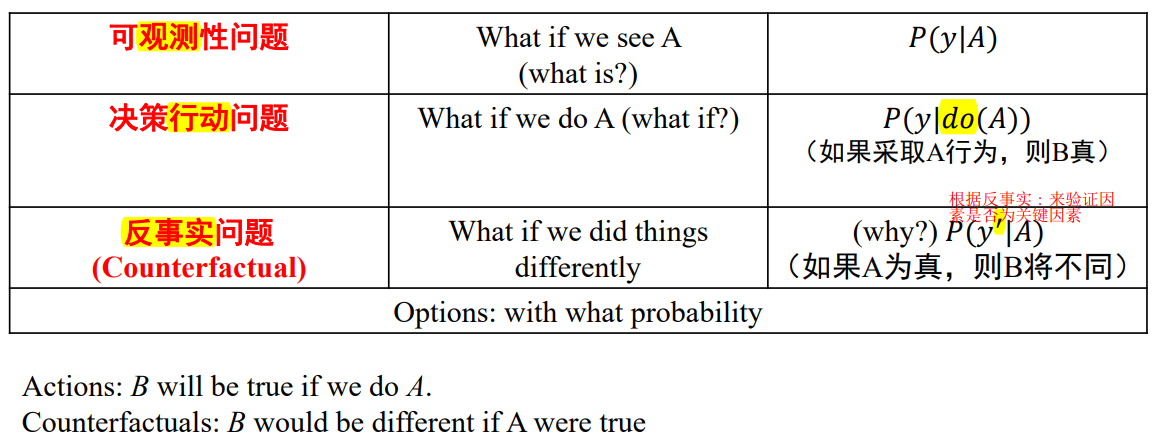 可观测性问题
What if we see A
(what is?)
P(y|A)
决策行动问题
What if we do A (what if?)
P(y|do(A))
（如果采取A行为，则B真）
根据反事实：来验证因
素是否为关键因素
反事实问题
(Counterfactual)
What if we did things
differently
(why?) P(y′|A)
（如果A为真，则B将不同）
Options: with what probability
Actions: B will be true if we do A.
Counterfactuals: B would be different if A were true